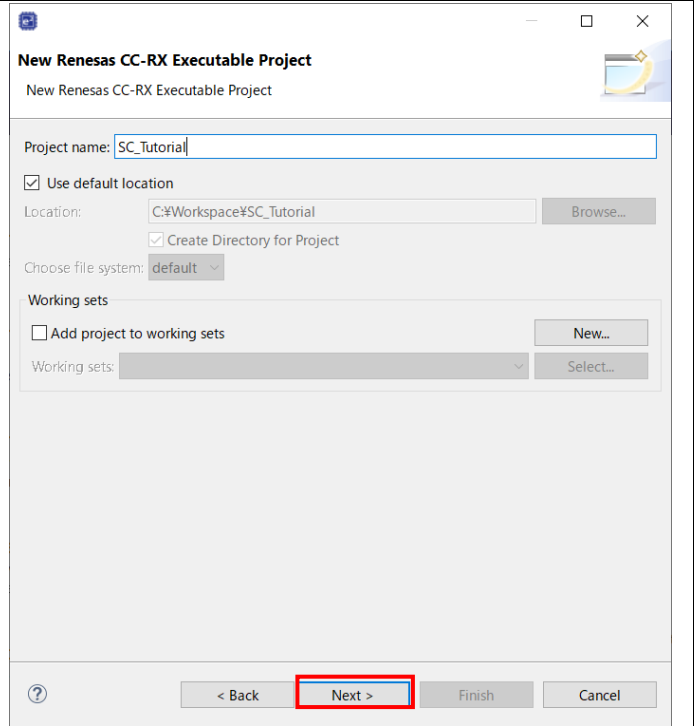 New Renesas CC-RX Executable Project
New Renesas CC-RX Executable Project
Project name: SC_Tutorial
Use default location
Location: C:¥Workspace¥SC_Tutorial Browse...
Create Directory for Project
Choose file system: default
Working sets
Add project to working sets New...
Working sets: Select...
? < Back Next > Finish Cancel